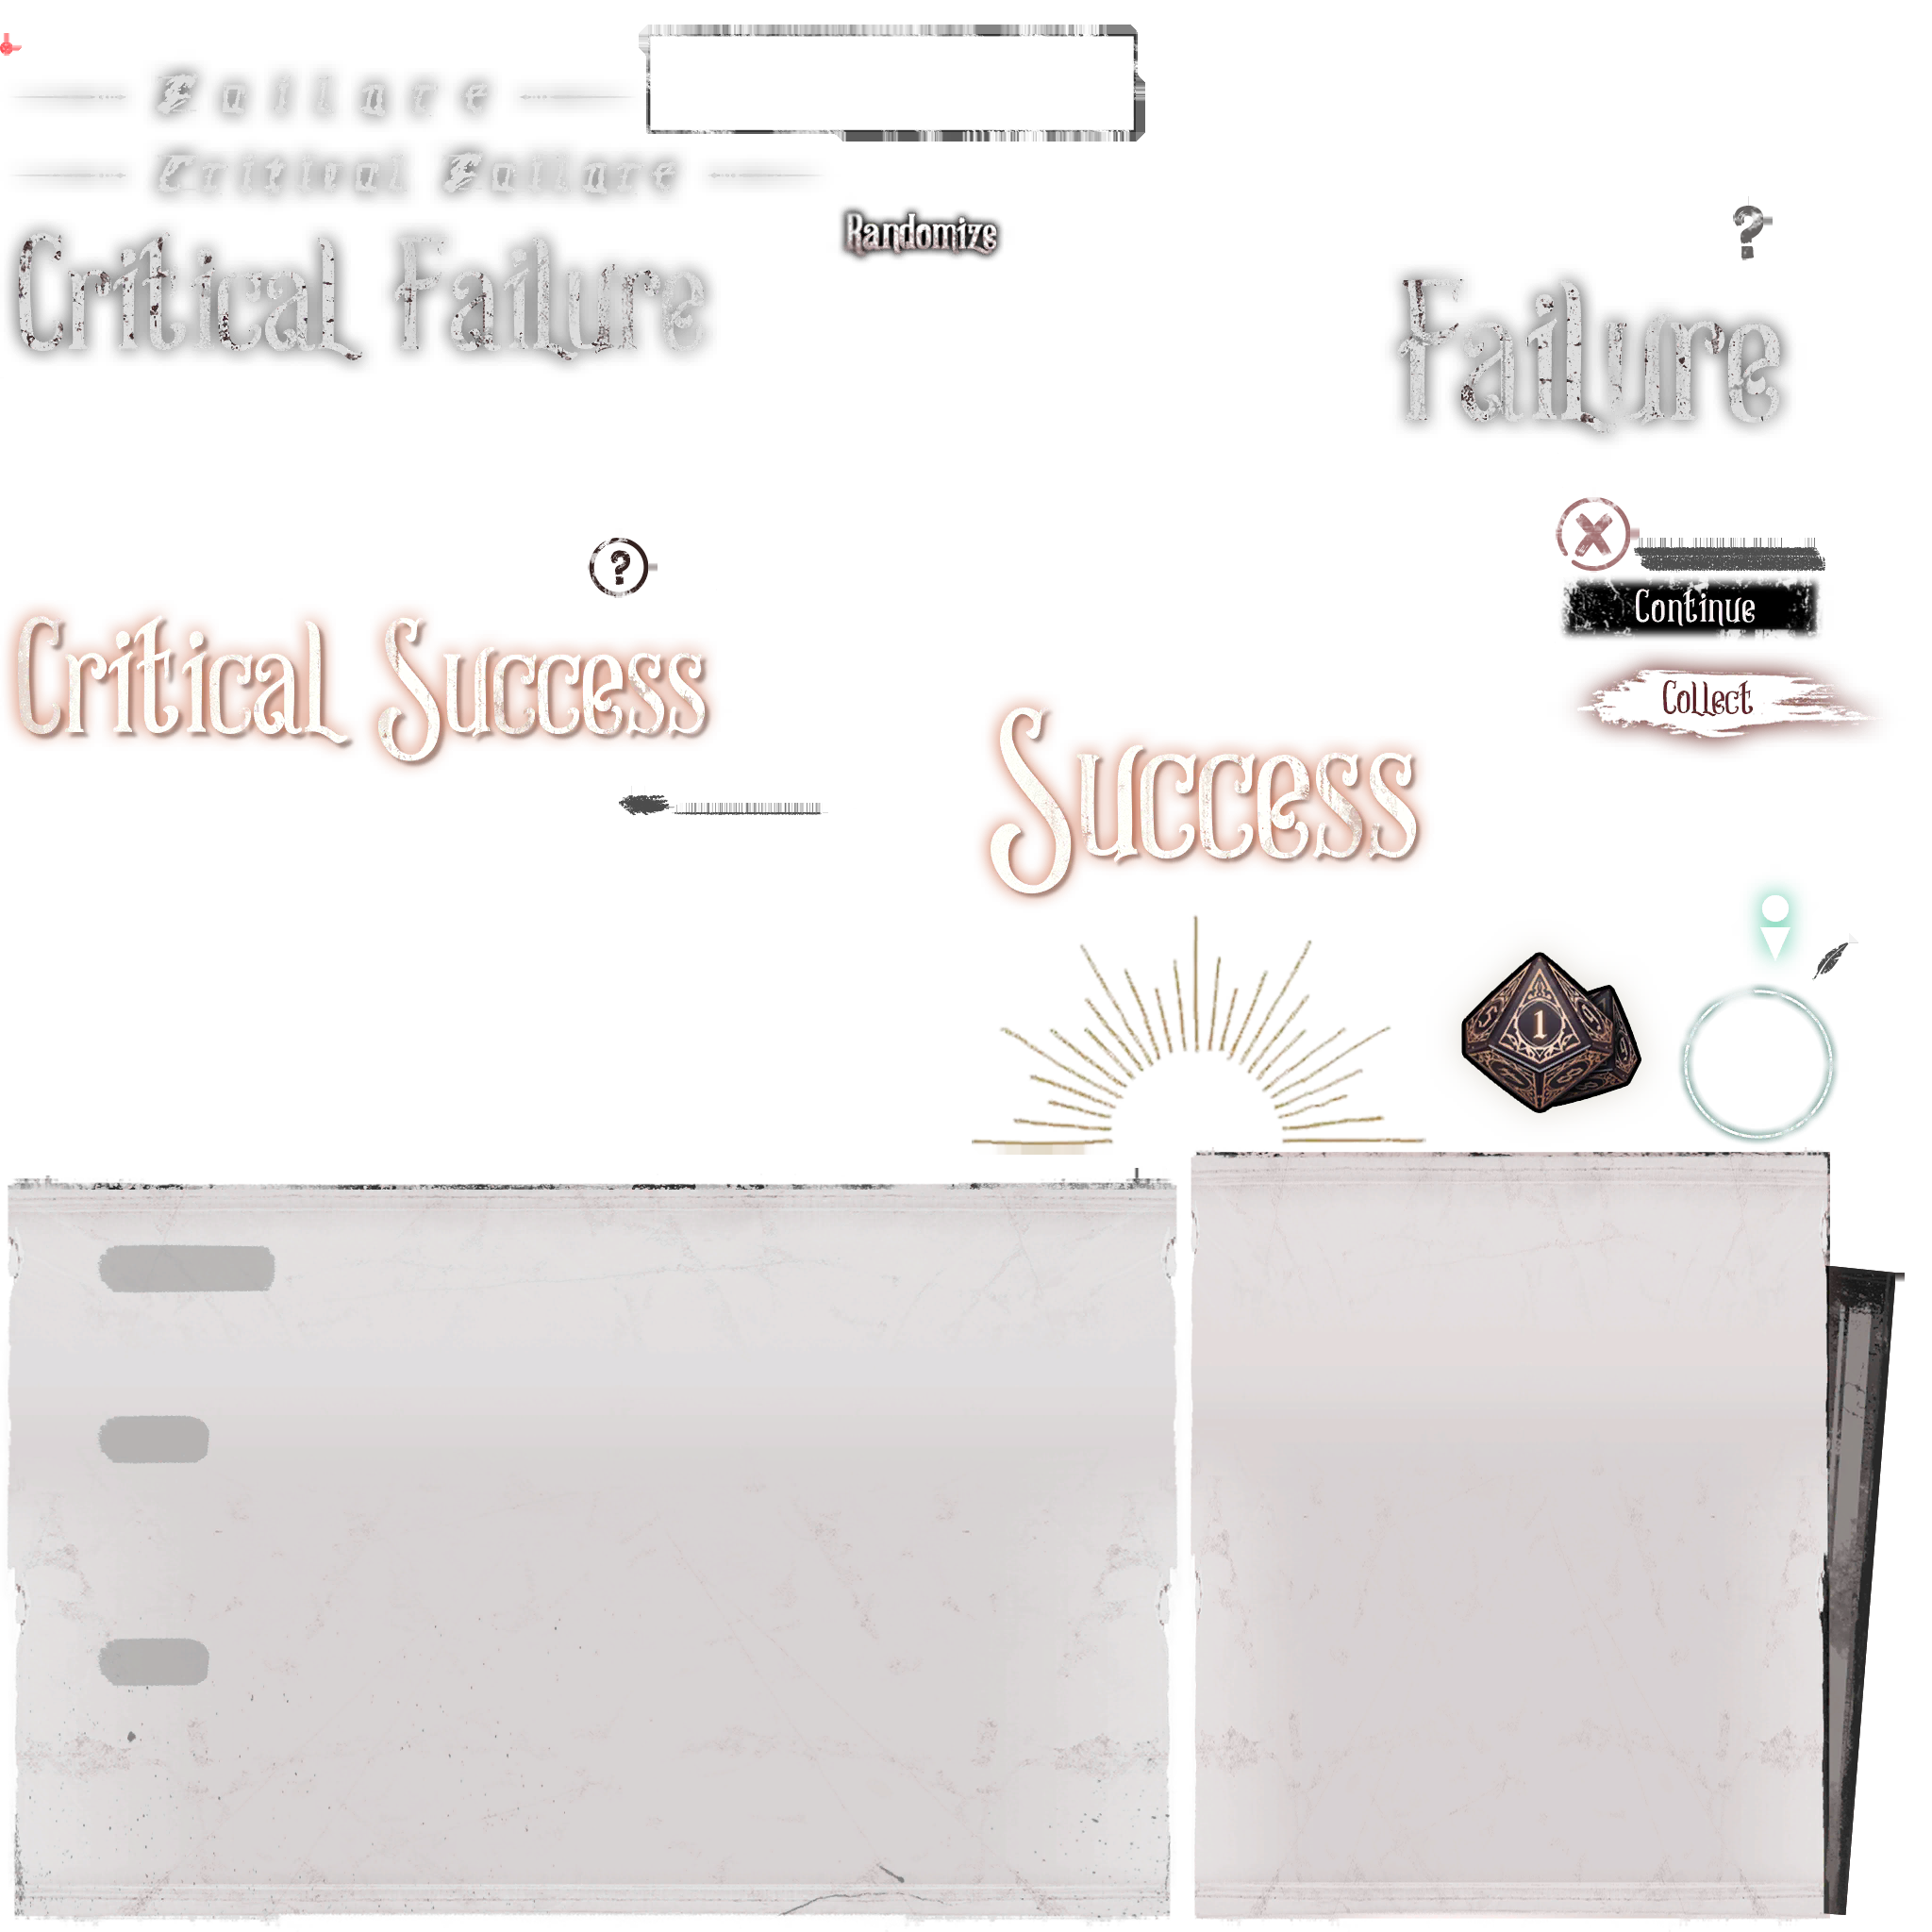 Failure
Critical Failure
Randomize
?
Critical Failure
Failure
?
X
Continue
Critical Success
Collect
Success
1